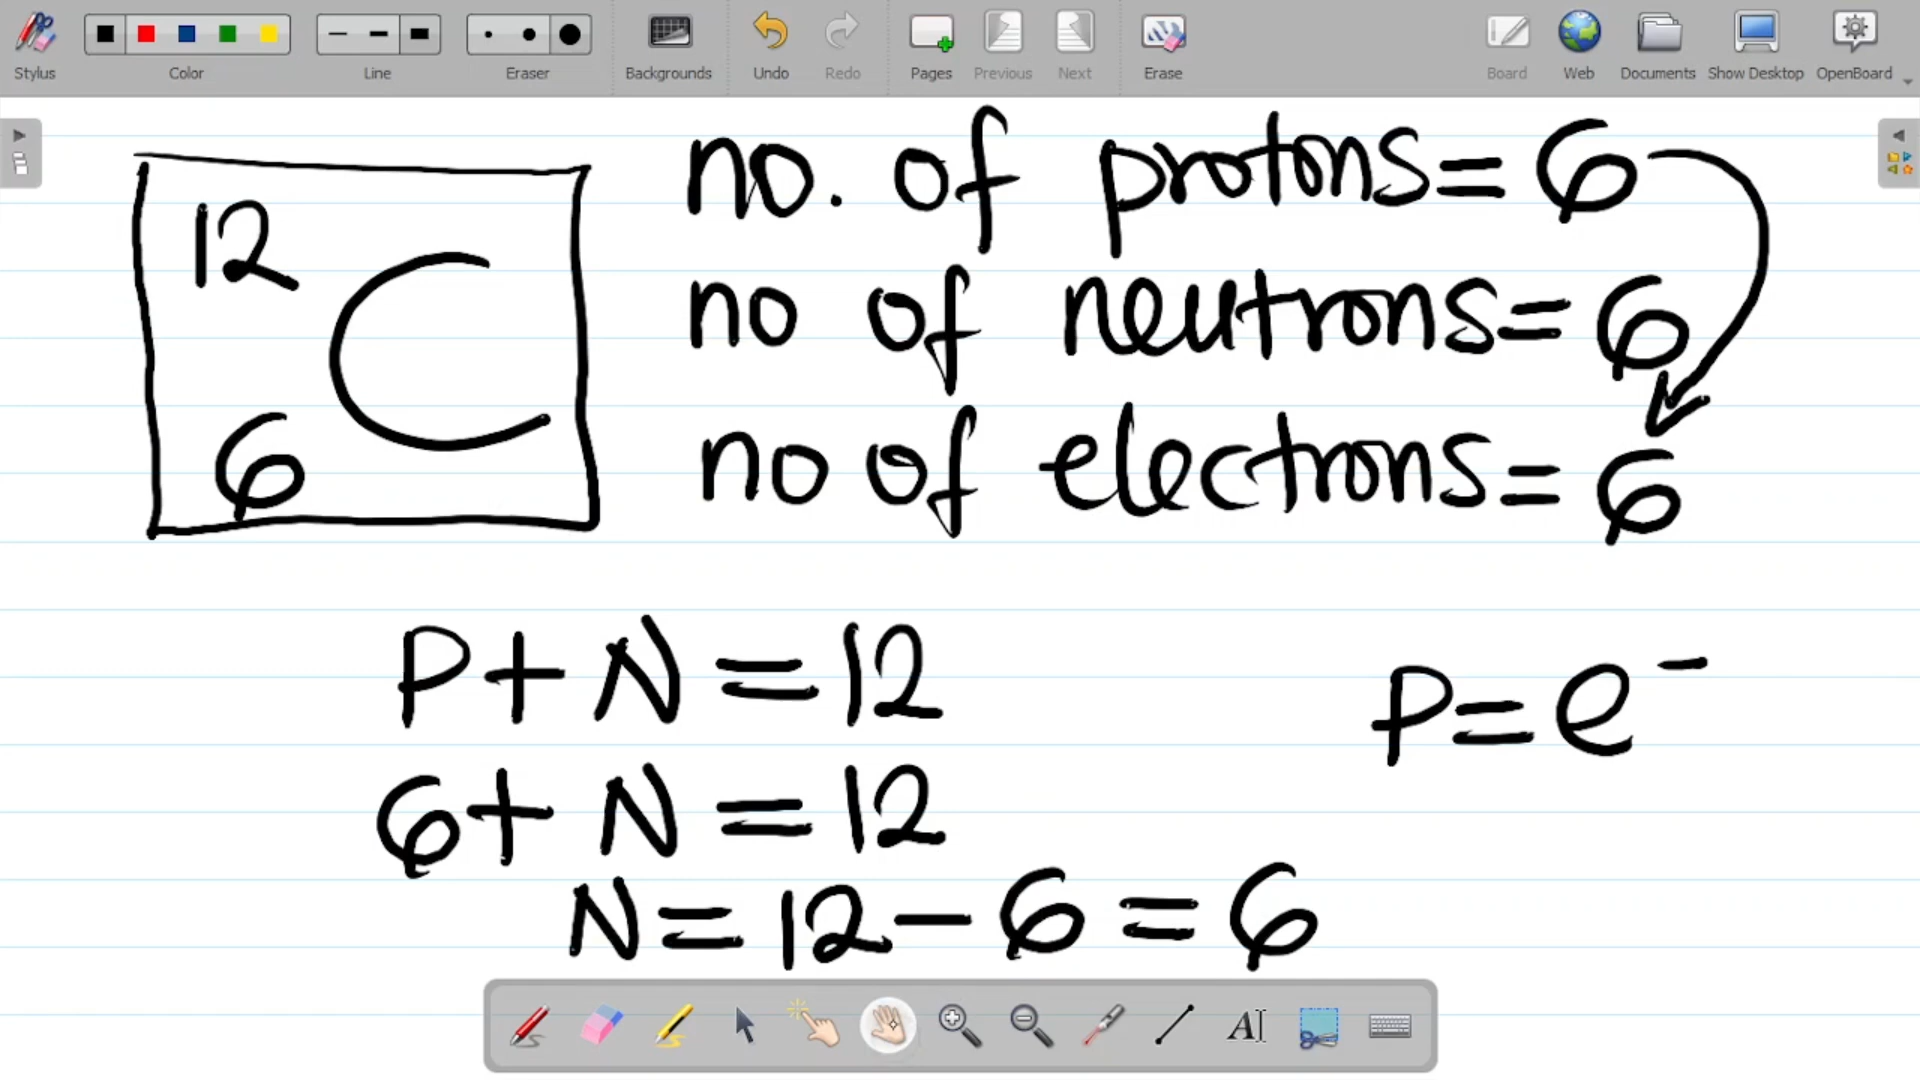 Stylus Color Line Eraser Backgrounds Undo Redo Pages Previous Next Erase Board Web Documents Show Desktop OpenBoard
12
C
6
no. of protons=6
no of neutrons=6
no of electrons=6
P+N=12
P=e⁻
6+N=12
N=12-6=6
AI